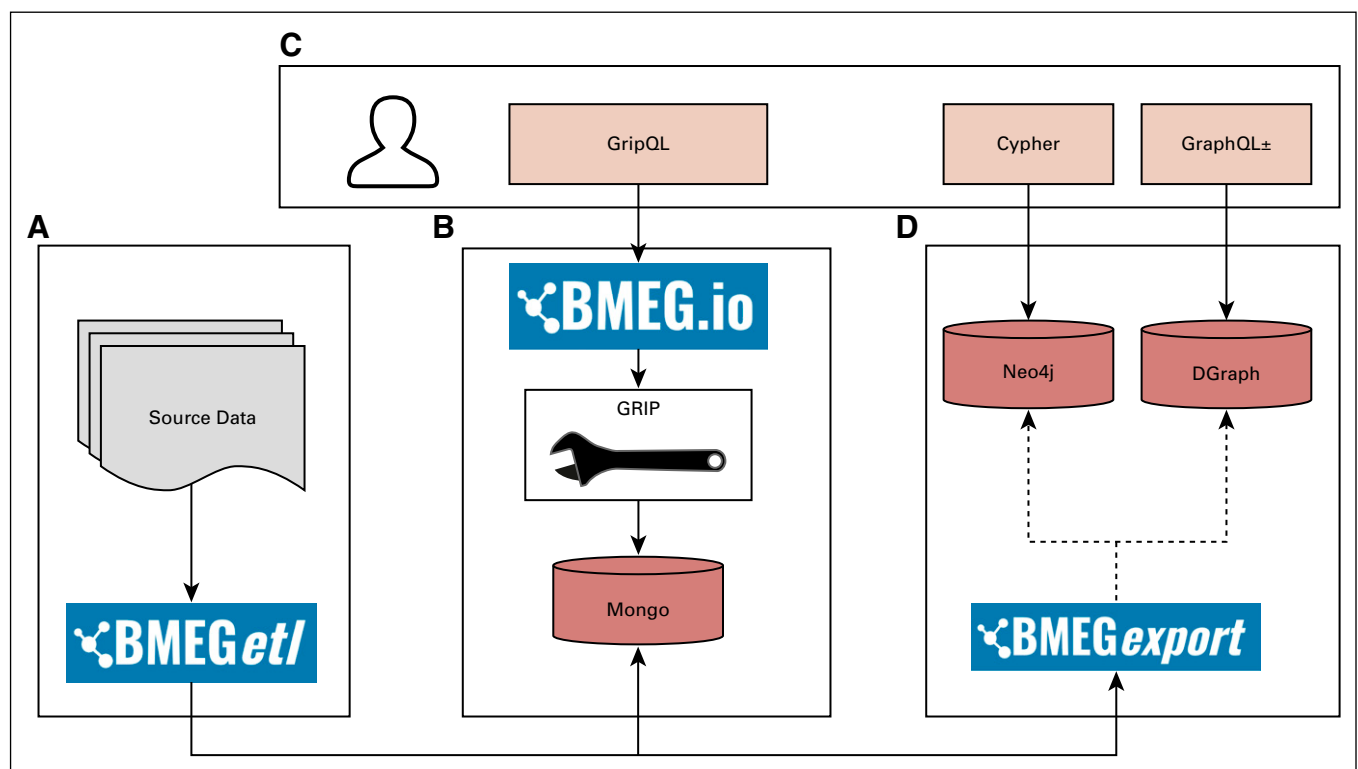 C
GripQL
Cypher
GraphQL±
A
Source Data
BMEGetl
B
BMEG.io
GRIP
Mongo
D
Neo4j
DGraph
BMEGexport